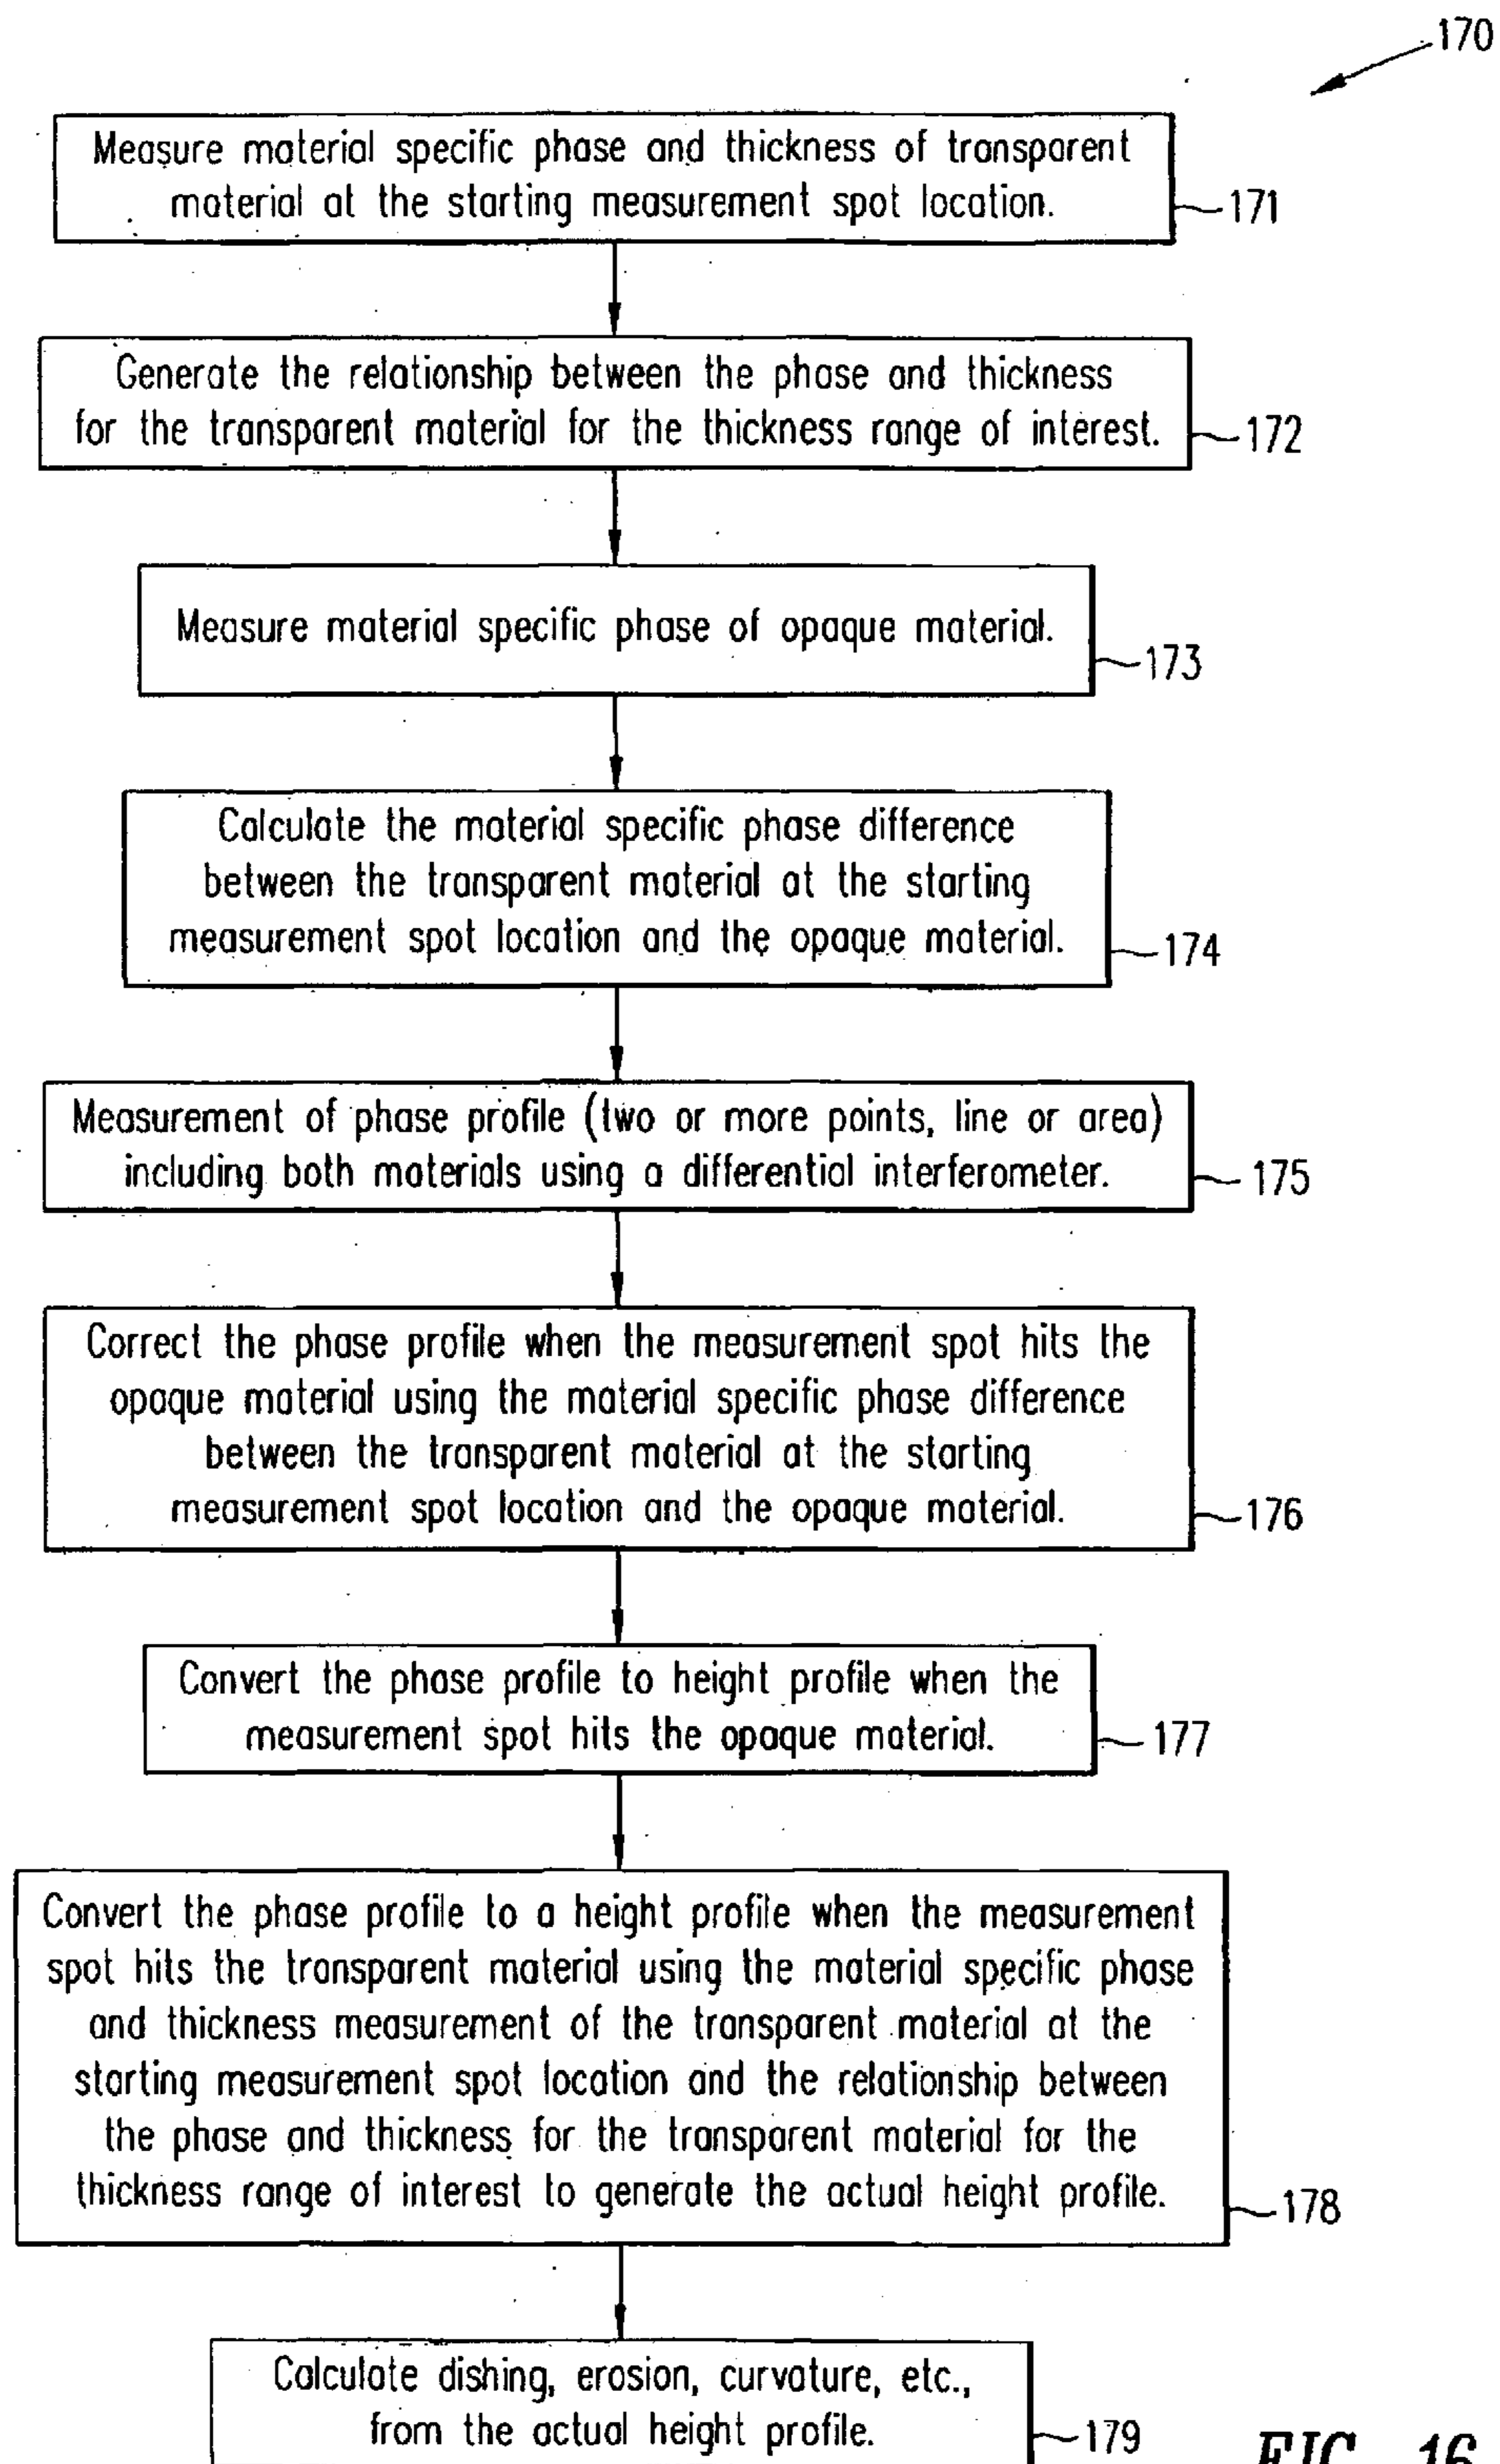 170
Measure material specific phase and thickness of transparent
material at the starting measurement spot location.
171
Generate the relationship between the phase and thickness
for the transparent material for the thickness range of interest.
172
Measure material specific phase of opaque material.
173
Calculate the material specific phase difference
between the transparent material at the starting
measurement spot location and the opaque material.
174
Measurement of phase profile (two or more points, line or area)
including both materials using a differential interferometer.
175
Correct the phase profile when the measurement spot hits the
opaque material using the material specific phase difference
between the transparent material at the starting
measurement spot location and the opaque material.
176
Convert the phase profile to height profile when the
measurement spot hits the opaque material.
177
Convert the phase profile to a height profile when the measurement
spot hits the transparent material using the material specific phase
and thickness measurement of the transparent material at the
starting measurement spot location and the relationship between
the phase and thickness for the transparent material for the
thickness range of interest to generate the actual height profile.
178
Calculate dishing, erosion, curvature, etc.,
from the actual height profile.
179
FIG. 16